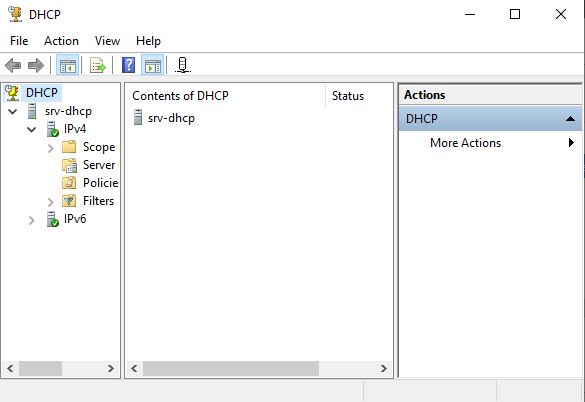 DHCP
File Action View Help
DHCP
srv-dhcp
IPv4
Scope
Server
Policie
Filters
IPv6
Contents of DHCP Status
srv-dhcp
Actions
DHCP
More Actions